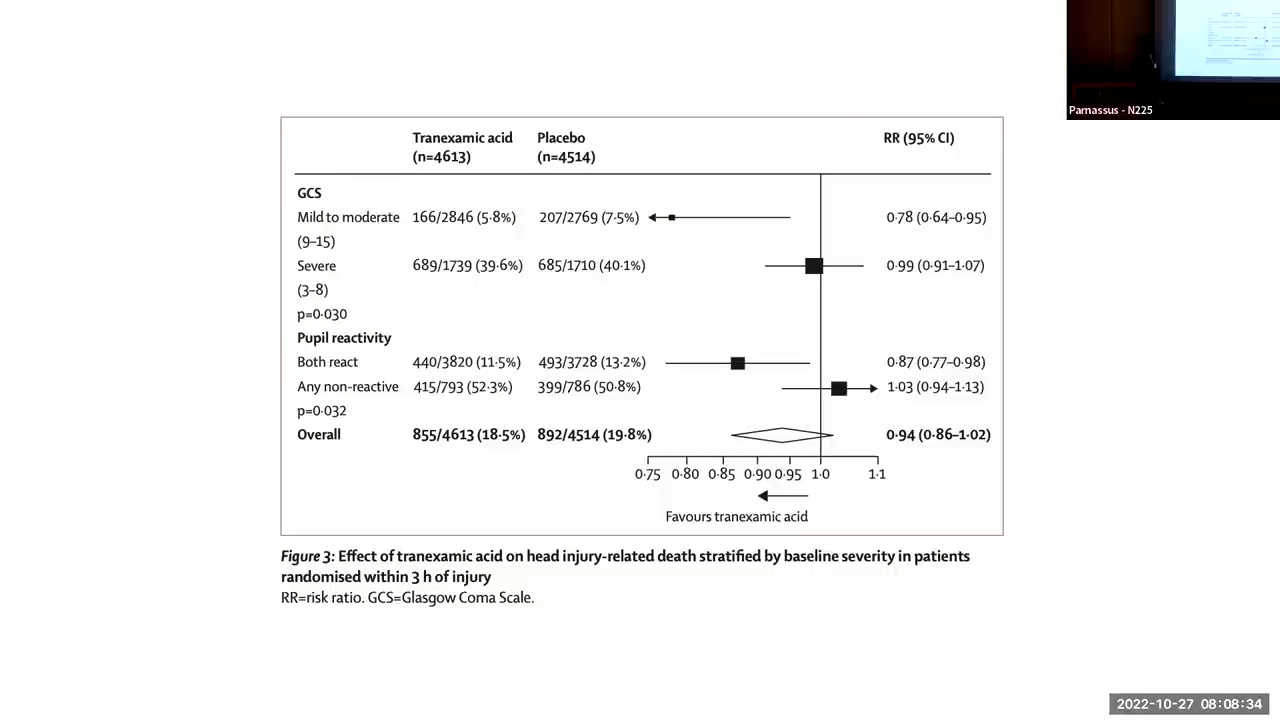 Parnassus - N225
Tranexamic acid Placebo RR (95% CI)
(n=4613) (n=4514)
GCS
Mild to moderate 166/2846 (5·8%) 207/2769 (7·5%) 0·78 (0·64–0·95)
(9–15)
Severe 689/1739 (39·6%) 685/1710 (40·1%) 0·99 (0·91–1·07)
(3–8)
p=0·030
Pupil reactivity
Both react 440/3820 (11·5%) 493/3728 (13·2%) 0·87 (0·77–0·98)
Any non-reactive 415/793 (52·3%) 399/786 (50·8%) 1·03 (0·94–1·13)
p=0·032
Overall 855/4613 (18·5%) 892/4514 (19·8%) 0·94 (0·86–1·02)
0·75 0·80 0·85 0·90 0·95 1·0 1·1
Favours tranexamic acid
Figure 3: Effect of tranexamic acid on head injury-related death stratified by baseline severity in patients
randomised within 3 h of injury
RR=risk ratio. GCS=Glasgow Coma Scale.
2022-10-27 08:08:34